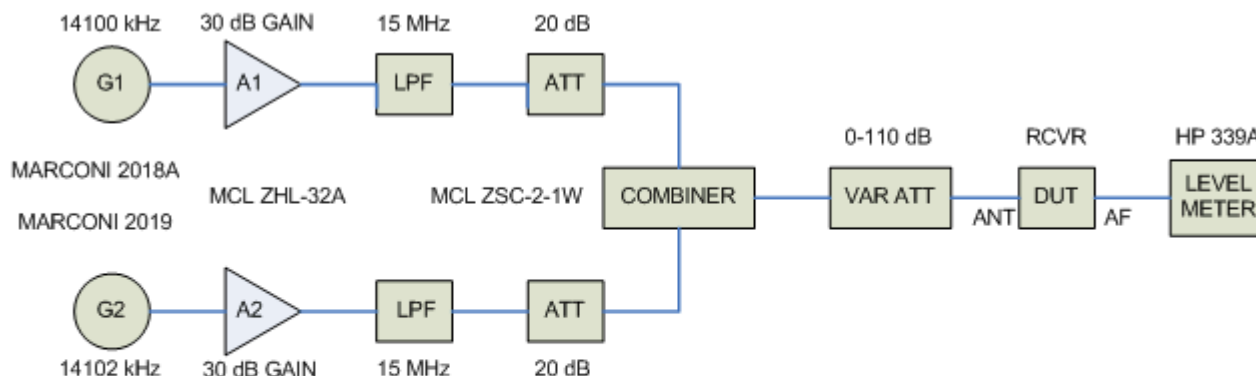 14100 kHz 30 dB GAIN 15 MHz 20 dB
G1 A1 LPF ATT
0-110 dB RCVR HP 339A
MARCONI 2018A
MCL ZHL-32A MCL ZSC-2-1W COMBINER VAR ATT DUT LEVEL
METER
ANT AF
MARCONI 2019
G2 A2 LPF ATT
14102 kHz 30 dB GAIN 15 MHz 20 dB